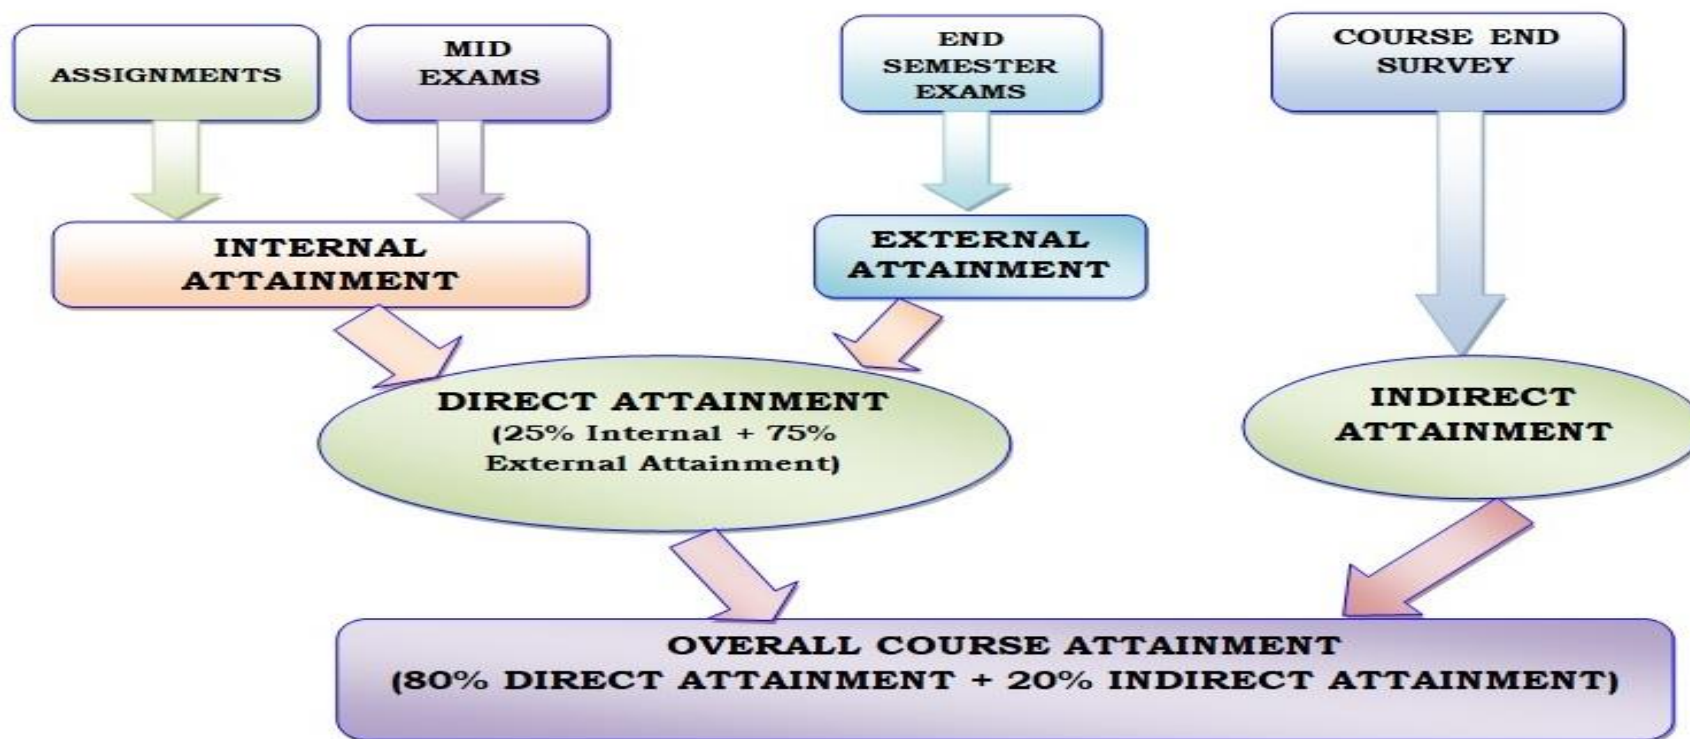 ASSIGNMENTS
MID
EXAMS
END
SEMESTER
EXAMS
COURSE END
SURVEY
INTERNAL
ATTAINMENT
EXTERNAL
ATTAINMENT
DIRECT ATTAINMENT
(25% Internal + 75%
External Attainment)
INDIRECT
ATTAINMENT
OVERALL COURSE ATTAINMENT
(80% DIRECT ATTAINMENT + 20% INDIRECT ATTAINMENT)